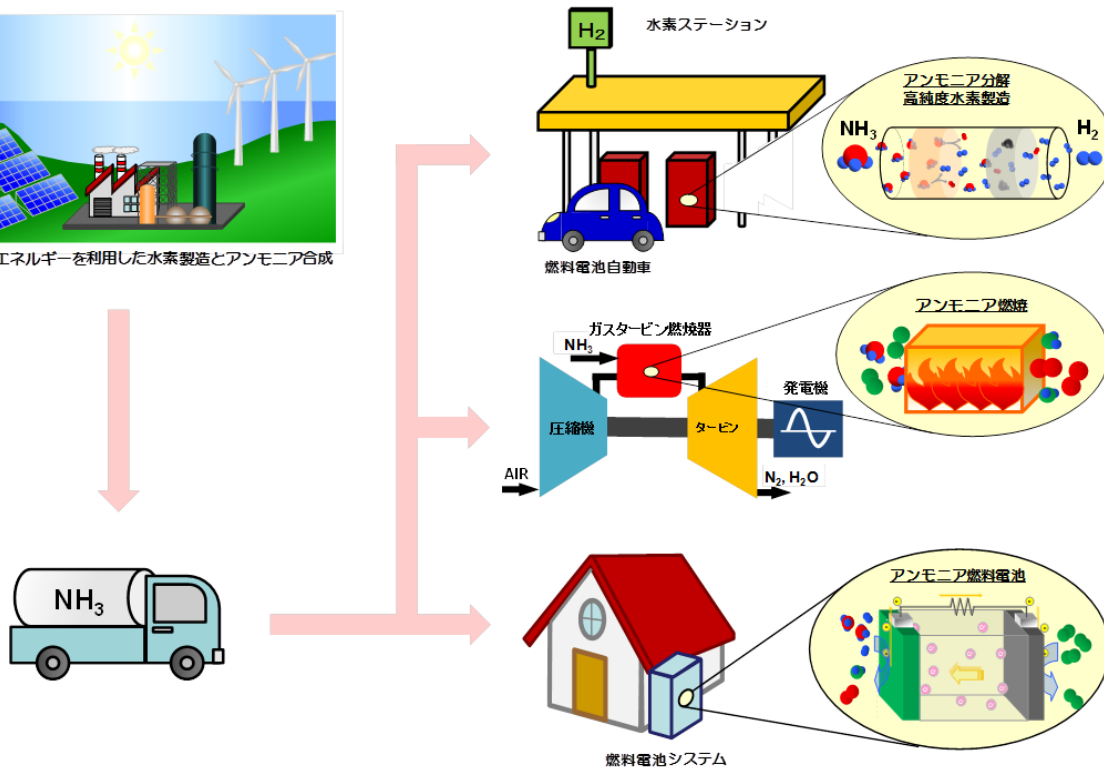 エネルギーを利用した水素製造とアンモニア合成
NH3
H2
水素ステーション
燃料電池自動車
アンモニア分解
高純度水素製造
NH3
H2
ガスタービン燃焼器
NH3
圧縮機
タービン
発電機
AIR
N2, H2O
アンモニア燃焼
燃料電池システム
アンモニア燃料電池